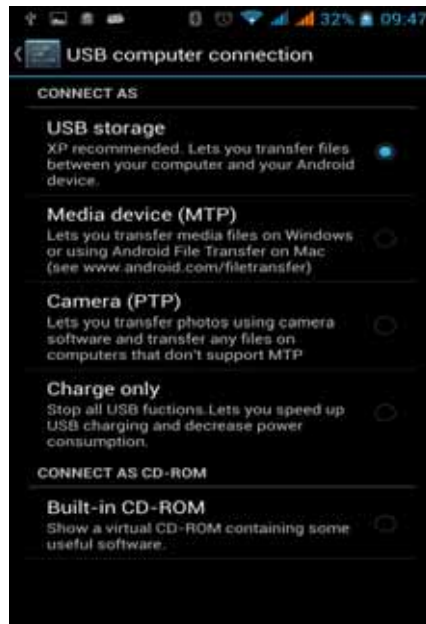 32% 09:47
USB computer connection
CONNECT AS
USB storage
XP recommended. Lets you transfer files
between your computer and your Android
device.
Media device (MTP)
Lets you transfer media files on Windows
or using Android File Transfer on Mac
(see www.android.com/filetransfer)
Camera (PTP)
Lets you transfer photos using camera
software and transfer any files on
computers that don't support MTP
Charge only
Stop all USB fuctions.Lets you speed up
USB charging and decrease power
consumption.
CONNECT AS CD-ROM
Built-in CD-ROM
Show a virtual CD-ROM containing some
useful software.